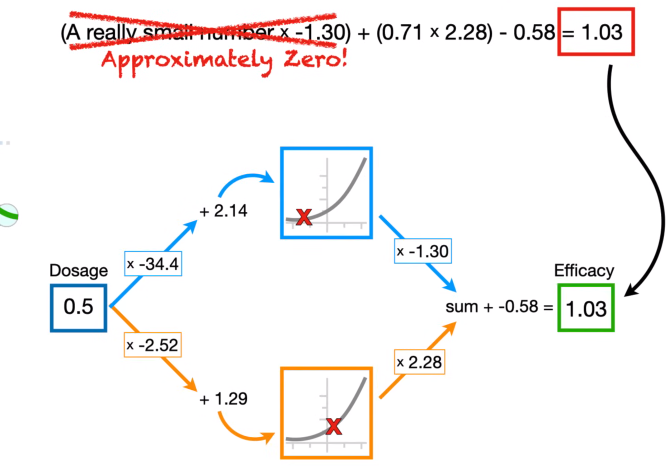 (A really small number x -1.30) + (0.71 x 2.28) - 0.58 = 1.03
Approximately Zero!
+ 2.14
x -34.4
x -1.30
Dosage
Efficacy
0.5
sum + -0.58 =
1.03
x -2.52
x 2.28
+ 1.29